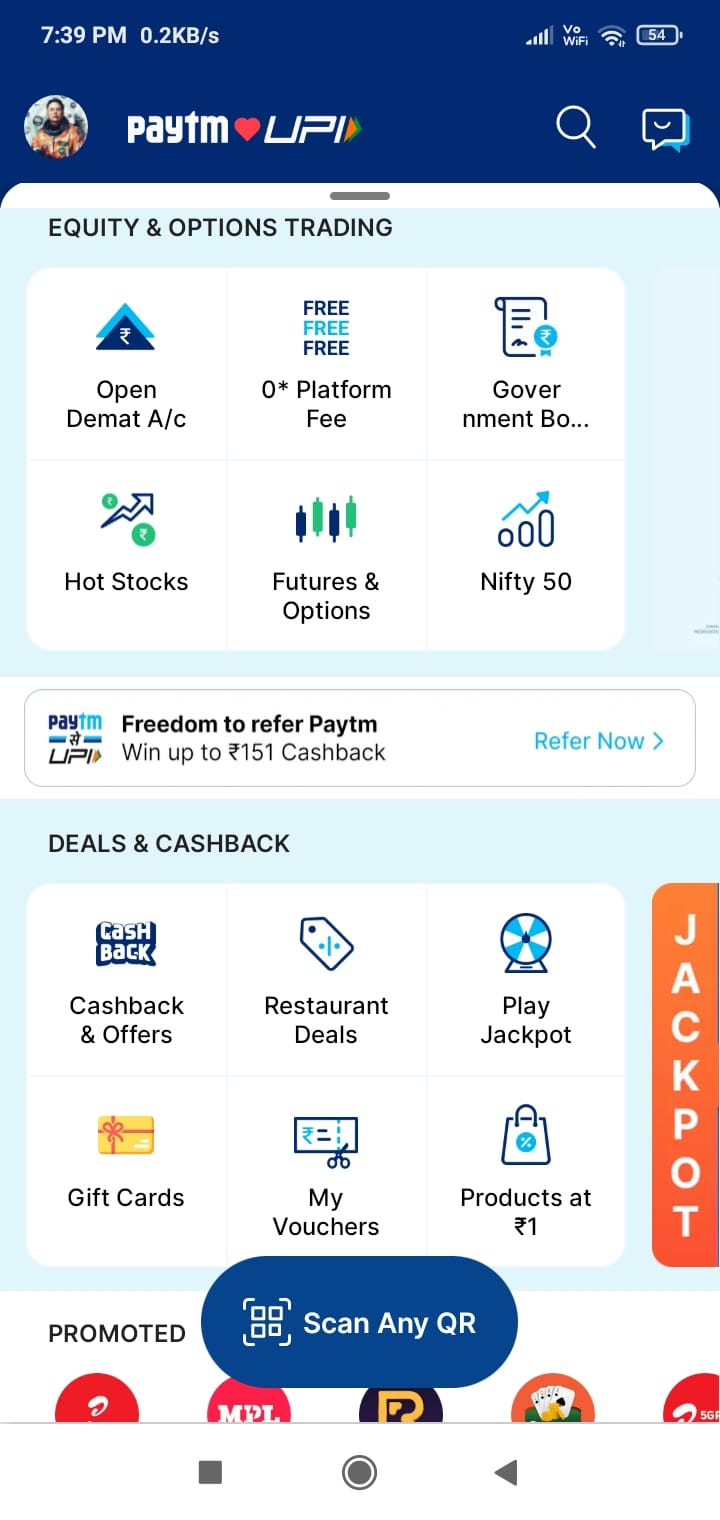 7:39 PM 0.2KB/s
Vo
WiFi
54
paytm UPI
EQUITY & OPTIONS TRADING
₹
FREE
FREE
FREE
₹
Open
Demat A/c
0* Platform
Fee
Gover
nment Bo...
₹
₹
Hot Stocks
Futures &
Options
Nifty 50
paytm
से
UPI
Freedom to refer Paytm
Win up to ₹151 Cashback
Refer Now >
DEALS & CASHBACK
CASH
BACK
Cashback
& Offers
Restaurant
Deals
Play
Jackpot
JACKPOT
₹
%
Gift Cards
My
Vouchers
Products at
₹1
PROMOTED
Scan Any QR
MPL
5G